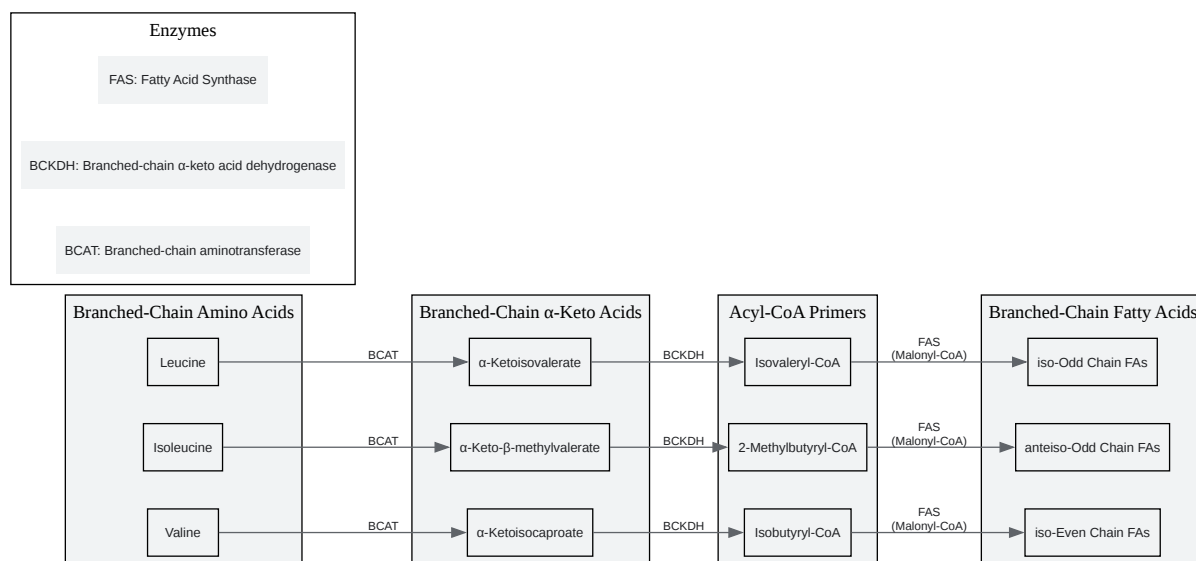 Enzymes
FAS: Fatty Acid Synthase
BCKDH: Branched-chain α-keto acid dehydrogenase
BCAT: Branched-chain aminotransferase
Branched-Chain Amino Acids
Branched-Chain α-Keto Acids
Acyl-CoA Primers
Branched-Chain Fatty Acids
Leucine
BCAT
α-Ketoisovalerate
BCKDH
Isovaleryl-CoA
FAS
(Malonyl-CoA)
iso-Odd Chain FAs
Isoleucine
BCAT
α-Keto-β-methylvalerate
BCKDH
2-Methylbutyryl-CoA
FAS
(Malonyl-CoA)
anteiso-Odd Chain FAs
Valine
BCAT
α-Ketoisocaproate
BCKDH
Isobutyryl-CoA
FAS
(Malonyl-CoA)
iso-Even Chain FAs